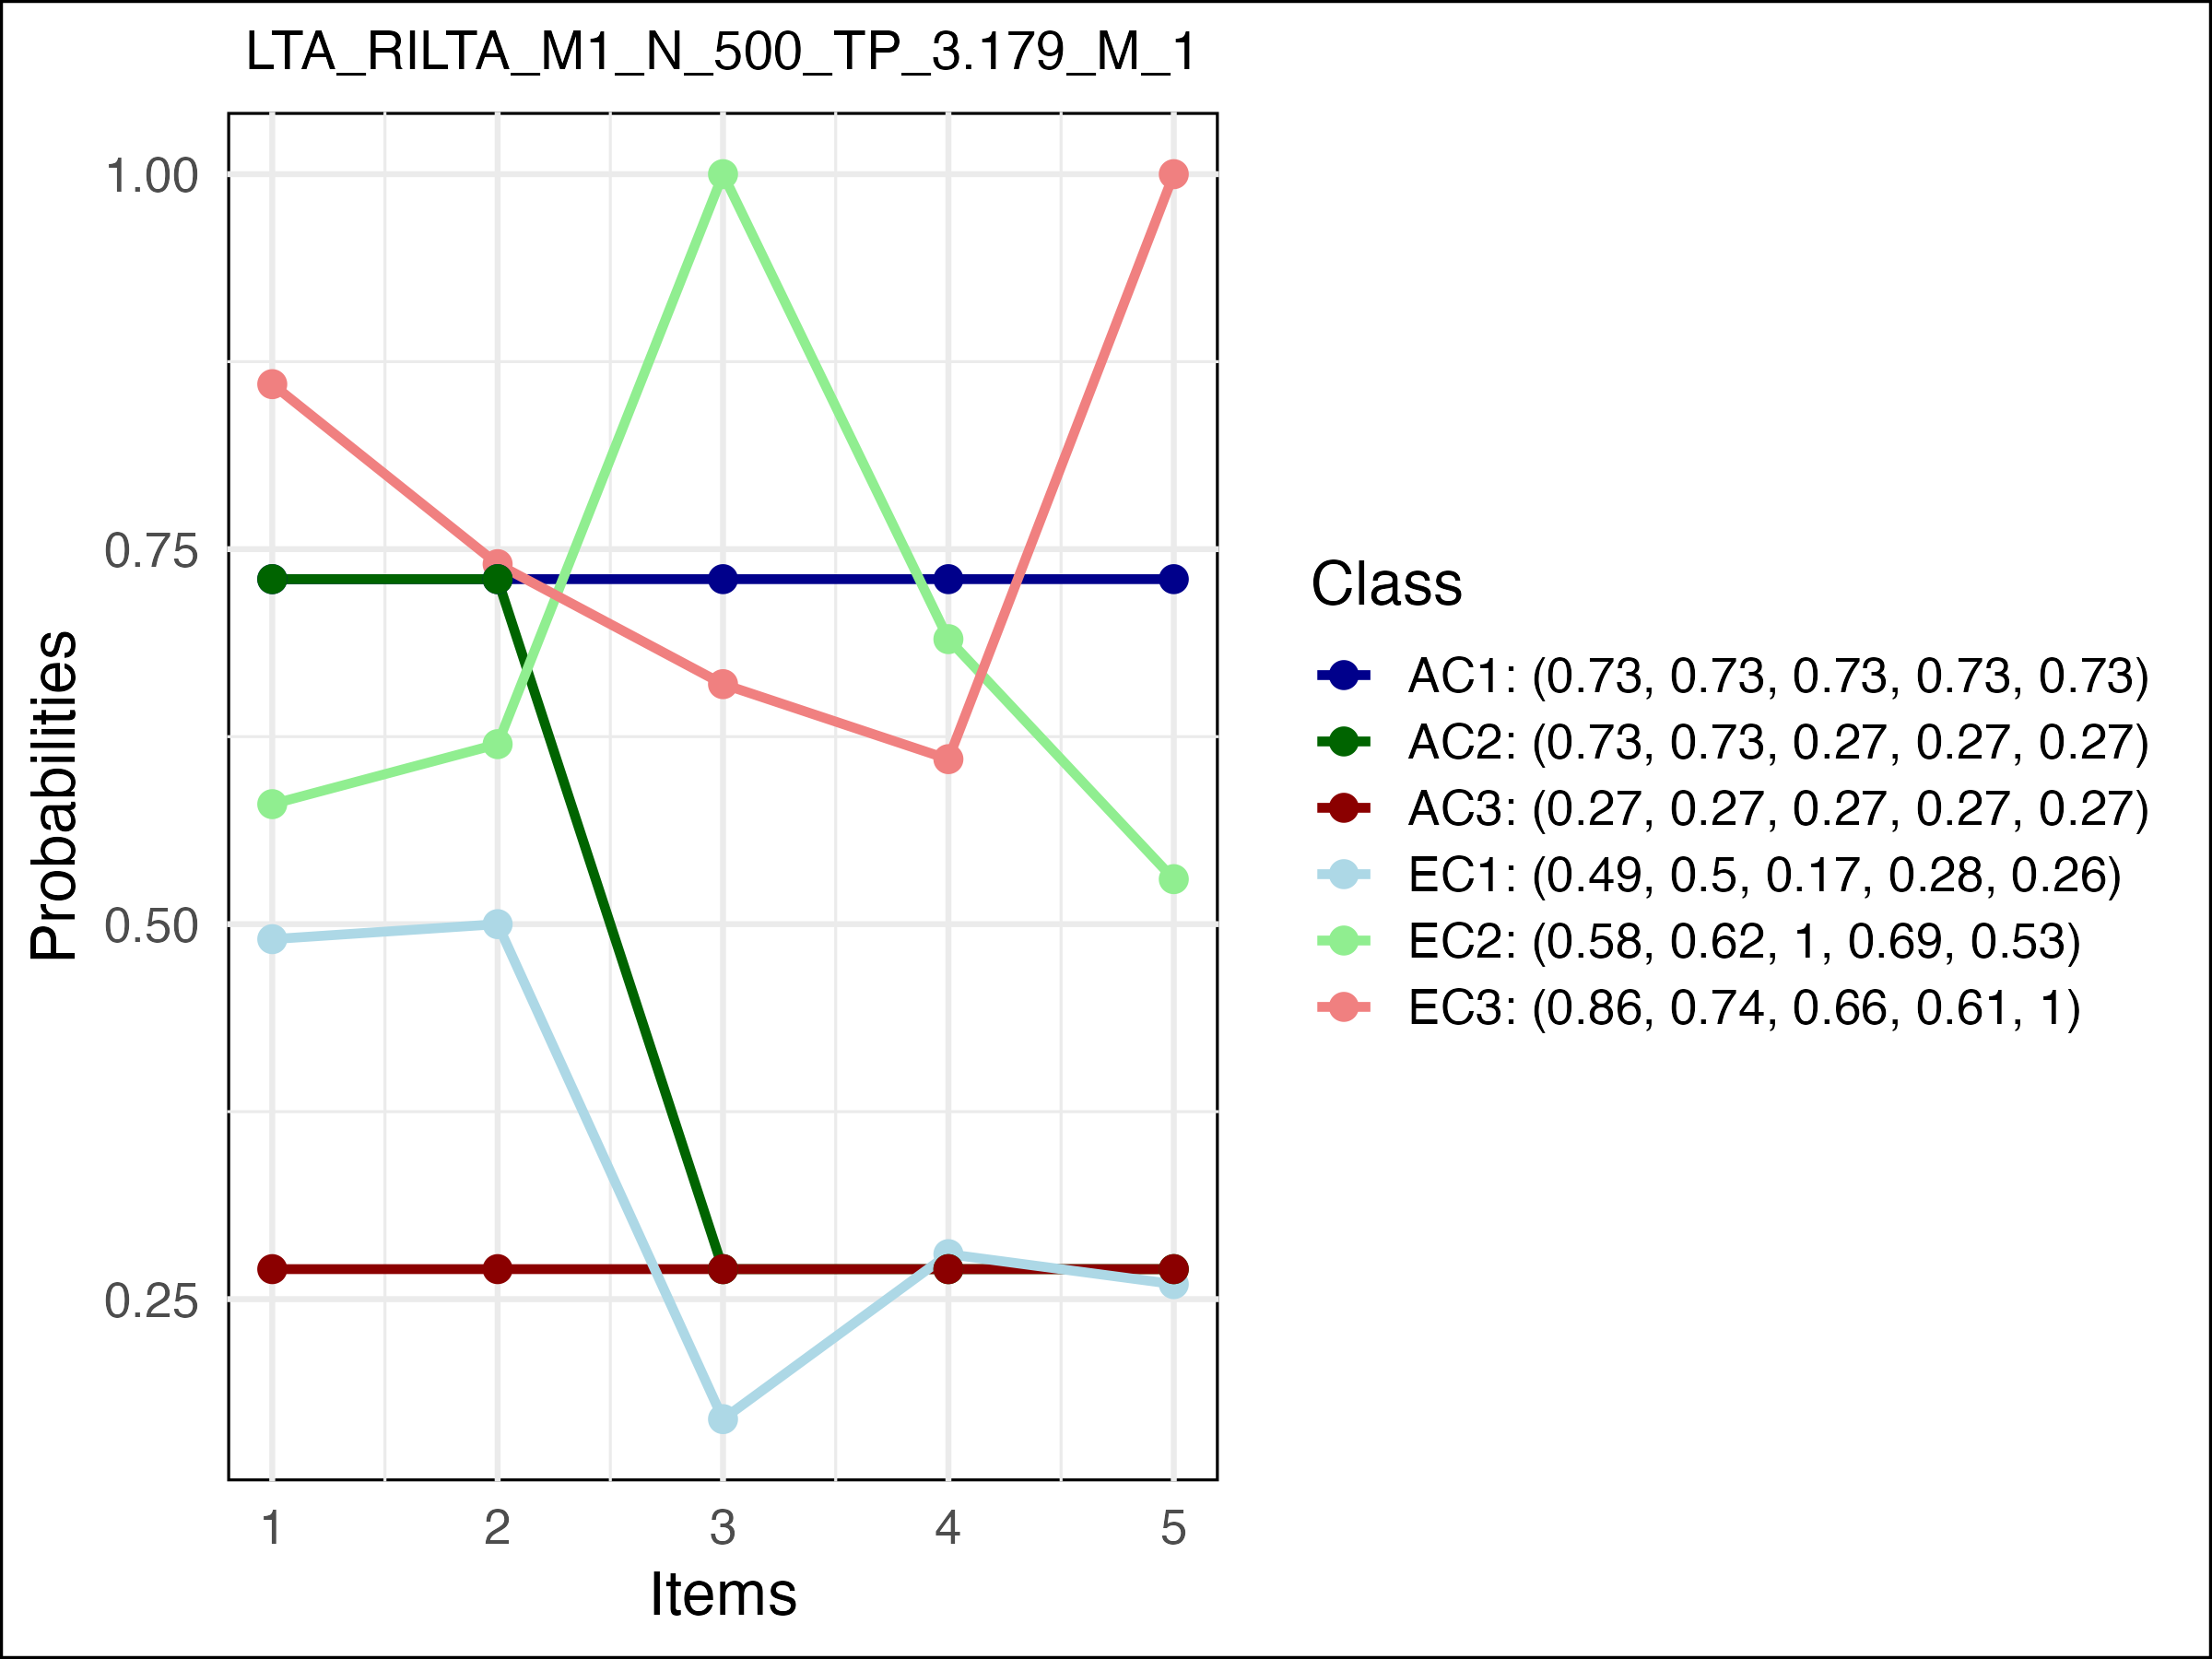 LTA_RILTA_M1_N_500_TP_3.179_M_1
1.00
0.75
0.50
0.25
Probabilities
1 2 3 4 5
Items
Class
AC1: (0.73, 0.73, 0.73, 0.73, 0.73)
AC2: (0.73, 0.73, 0.27, 0.27, 0.27)
AC3: (0.27, 0.27, 0.27, 0.27, 0.27)
EC1: (0.49, 0.5, 0.17, 0.28, 0.26)
EC2: (0.58, 0.62, 1, 0.69, 0.53)
EC3: (0.86, 0.74, 0.66, 0.61, 1)